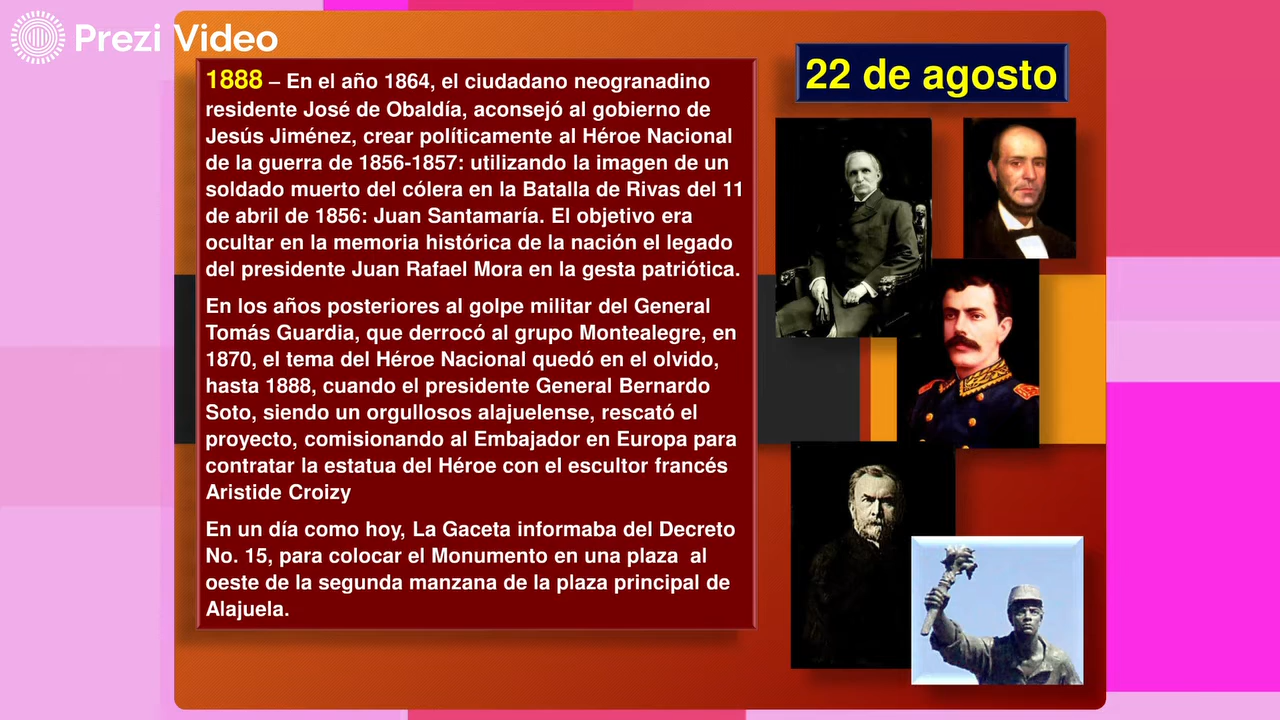 Prezi Video
22 de agosto
1888 – En el año 1864, el ciudadano neogranadino
residente José de Obaldía, aconsejó al gobierno de
Jesús Jiménez, crear políticamente al Héroe Nacional
de la guerra de 1856-1857: utilizando la imagen de un
soldado muerto del cólera en la Batalla de Rivas del 11
de abril de 1856: Juan Santamaría. El objetivo era
ocultar en la memoria histórica de la nación el legado
del presidente Juan Rafael Mora en la gesta patriótica.
En los años posteriores al golpe militar del General
Tomás Guardia, que derrocó al grupo Montealegre, en
1870, el tema del Héroe Nacional quedó en el olvido,
hasta 1888, cuando el presidente General Bernardo
Soto, siendo un orgullosos alajuelense, rescató el
proyecto, comisionando al Embajador en Europa para
contratar la estatua del Héroe con el escultor francés
Aristide Croizy
En un día como hoy, La Gaceta informaba del Decreto
No. 15, para colocar el Monumento en una plaza  al
oeste de la segunda manzana de la plaza principal de
Alajuela.